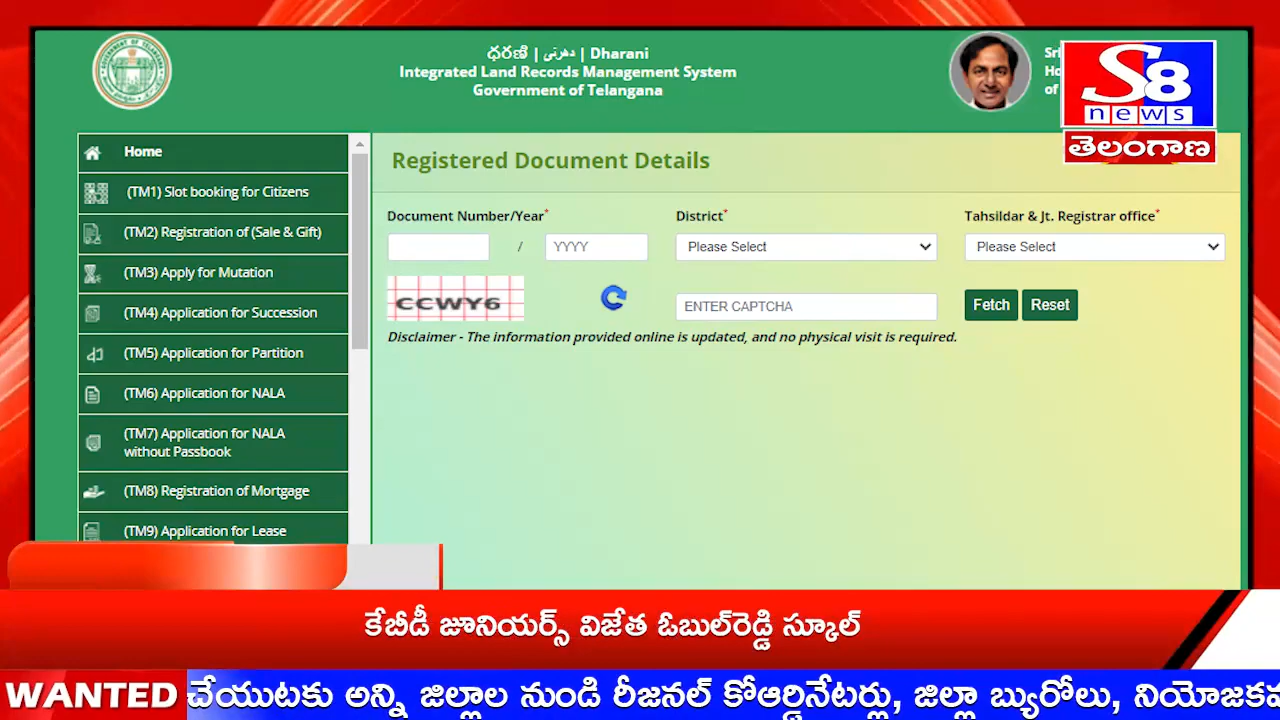 ధరణి | دھرنی | Dharani
Integrated Land Records Management System
Government of Telangana
S8
news
తెలంగాణ
Home
(TM1) Slot booking for Citizens
(TM2) Registration of (Sale & Gift)
(TM3) Apply for Mutation
(TM4) Application for Succession
(TM5) Application for Partition
(TM6) Application for NALA
(TM7) Application for NALA
without Passbook
(TM8) Registration of Mortgage
(TM9) Application for Lease
Registered Document Details
Document Number/Year* District* Tahsildar & Jt. Registrar office*
/ YYYY Please Select Please Select
CCWY6 ENTER CAPTCHA Fetch Reset
Disclaimer - The information provided online is updated, and no physical visit is required.
కేబీడీ జూనియర్స్ విజేత ఓబుల్‌రెడ్డి స్కూల్
WANTED చేయుటకు అన్ని జిల్లాల నుండి రీజనల్ కోఆర్డినేటర్లు, జిల్లా బ్యురోలు,